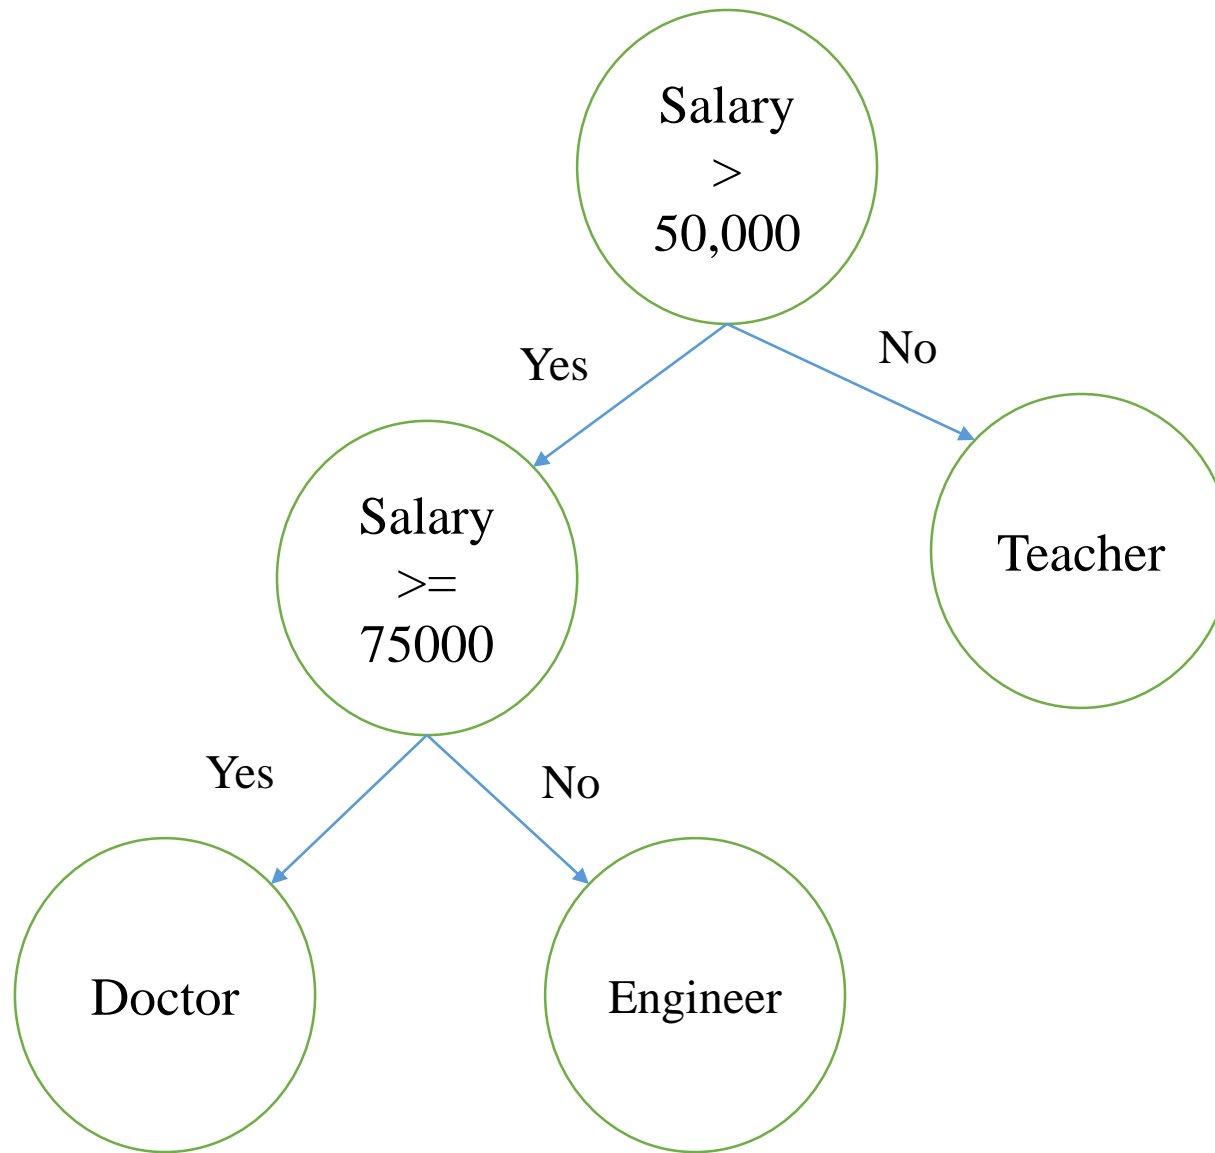 Salary
>
50,000
Yes
No
Salary
>=
75000
Teacher
Yes
No
Doctor
Engineer